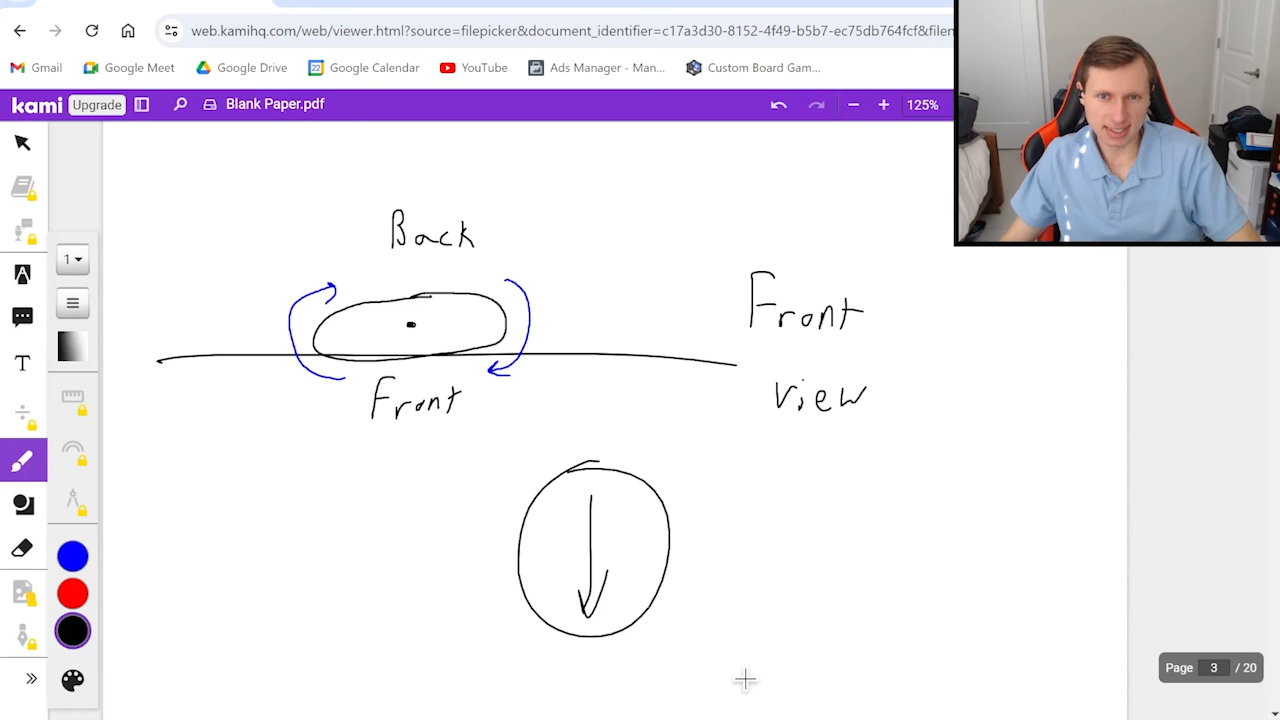 web.kamihq.com/web/viewer.html?source=filepicker&document_identifier=c17a3d30-8152-4f49-b5b7-ec75db764fcf&filen
Gmail
Google Meet
Google Drive
22
Google Calendar
YouTube
Ads Manager - Man...
Custom Board Gam...
kami
Upgrade
Blank Paper.pdf
125%
1
A
T
Back
Front
Front
view
Page 3 / 20